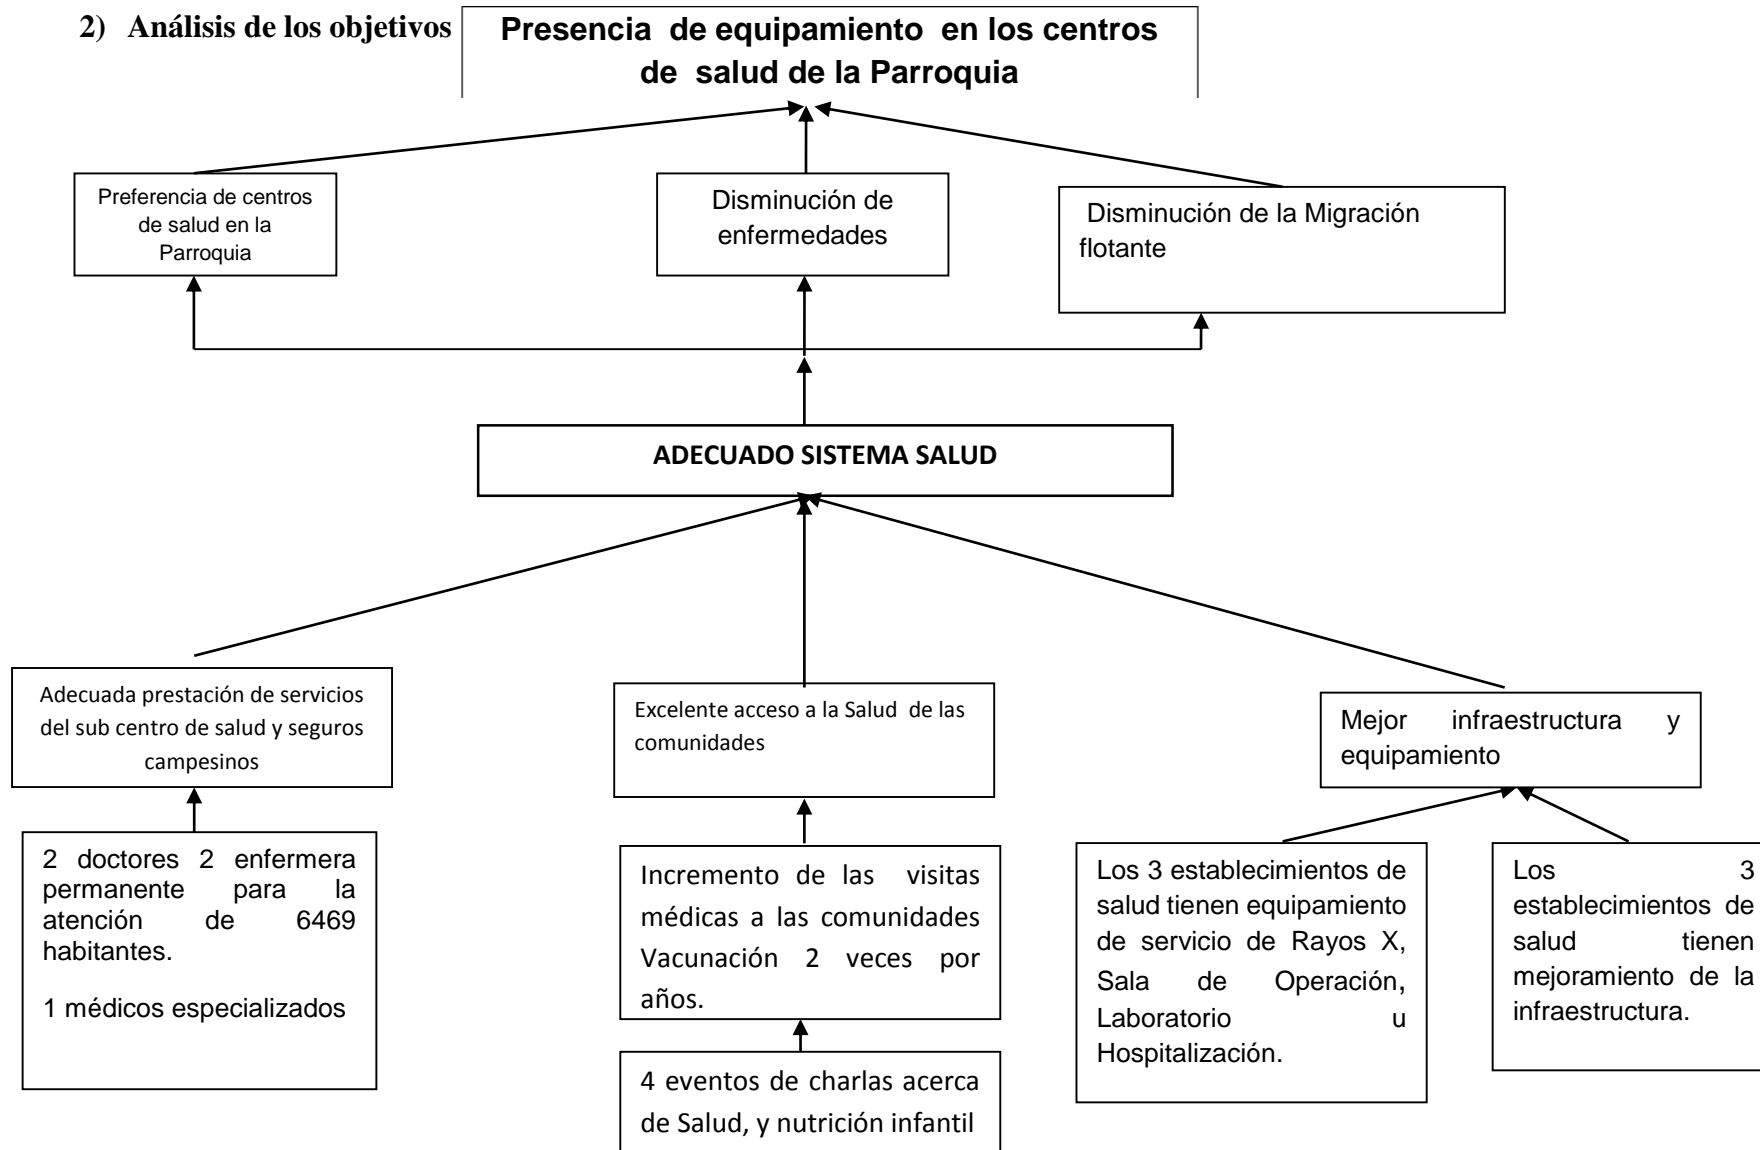 2) Análisis de los objetivos
Presencia de equipamiento en los centros
de salud de la Parroquia
Preferencia de centros
de salud en la
Parroquia
Disminución de
enfermedades
Disminución de la Migración
flotante
ADECUADO SISTEMA SALUD
Adecuada prestación de servicios
del sub centro de salud y seguros
campesinos
Excelente acceso a la Salud de las
comunidades
Mejor infraestructura y
equipamiento
2 doctores 2 enfermera
permanente para la
atención de 6469
habitantes.
1 médicos especializados
Incremento de las visitas
médicas a las comunidades
Vacunación 2 veces por
años.
4 eventos de charlas acerca
de Salud, y nutrición infantil
Los 3 establecimientos de
salud tienen equipamiento
de servicio de Rayos X,
Sala de Operación,
Laboratorio u
Hospitalización.
Los 3
establecimientos de
salud tienen
mejoramiento de la
infraestructura.